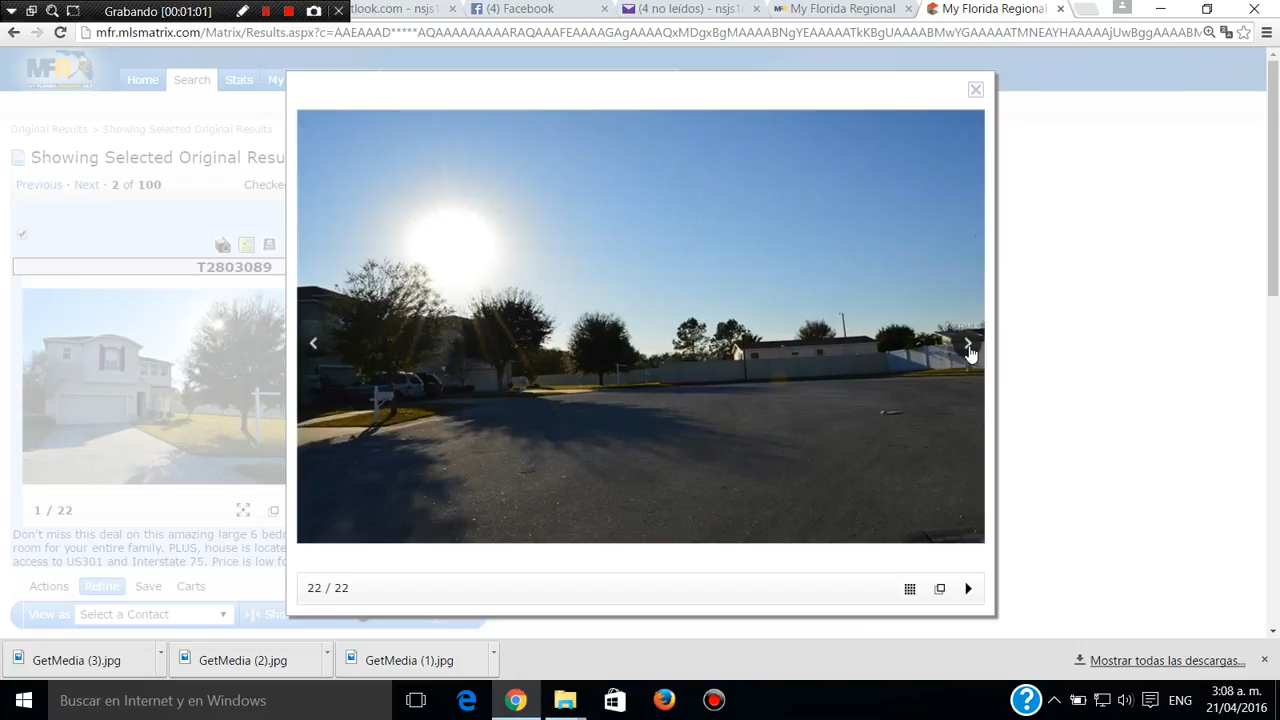 Grabando [00:01:01]
tlook.com - nsjs
(4) Facebook
(4 no leídos) - nsjs
My Florida Regional
My Florida Regional
mfr.mlsmatrix.com/Matrix/Results.aspx?c=AAEAAAD*****AQAAAAAAAAARAQAAAFEAAAAGAgAAAAQxMDgxBgMAAAABNgYEAAAAATkKBgUAAAABMwYGAAAAATMNEAYHAAAAAjUwBggAAAABM
Home
Search
Stats
My
Original Results > Showing Selected Original Results
Showing Selected Original Resu
Previous · Next · 2 of 100
Checke
T2803089
1 / 22
Don't miss this deal on this amazing large 6 bed
room for your entire family. PLUS, house is locate
access to US301 and Interstate 75. Price is low f
Actions
Refine
Save
Carts
View as
Select a Contact
Sho
22 / 22
GetMedia (3).jpg
GetMedia (2).jpg
GetMedia (1).jpg
Mostrar todas las descargas...
Buscar en Internet y en Windows
ENG
3:08 a. m.
21/04/2016